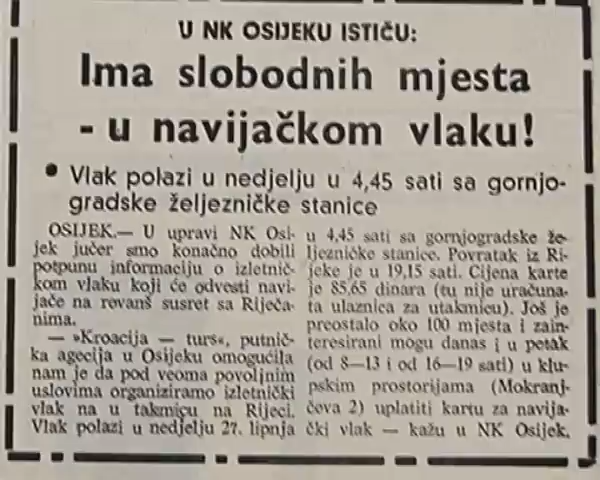 U NK OSIJEKU ISTIČU:
Ima slobodnih mjesta
- u navijačkom vlaku!
• Vlak polazi u nedjelju u 4,45 sati sa gornjo-
gradske željezničke stanice
OSIJEK.— U upravi NK Osi-
jek jučer smo konačno dobili
potpunu informaciju o izletnič-
kom vlaku koji će odvesti navi-
jače na revanš susret sa Riječa-
nima.
— »Kroacija — turs«, putnič-
ka agecija u Osijeku omogućila
nam je da pod veoma povoljnim
uslovima organiziramo izletnički
vlak na u takmicu na Rijeci.
Vlak polazi u nedjelju 27. lipnja
u 4,45 sati sa gornjogradske že-
ljezničke stanice. Povratak iz Ri-
jeke je u 19,15 sati. Cijena karte
je 85,65 dinara (tu nije uračuna-
ta ulaznica za utakmicu). Još je
preostalo oko 100 mjesta i zain-
teresirani mogu danas i u petak
(od 8—13 i od 16—19 sati) u klu-
pskim prostorijama (Mokranj-
čeva 2) uplatiti kartu za navija-
čki vlak — kažu u NK Osijek.